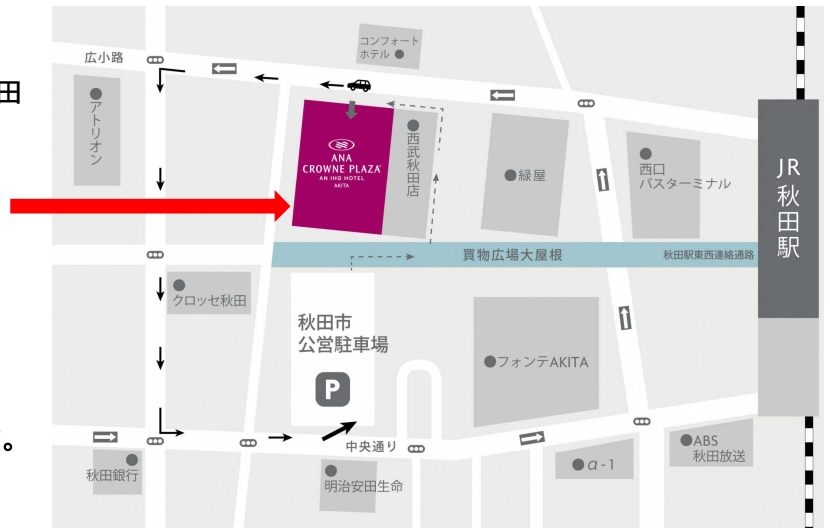 田
。
広小路
コンフォート
ホテル
アトリオン
ANA
CROWNE PLAZA
AN IHG HOTEL
AKITA
西武秋田店
緑屋
西口
バスターミナル
JR
秋田駅
買物広場大屋根
秋田駅東西連絡通路
クロッセ秋田
秋田市
公営駐車場
P
フォンテAKITA
中央通り
秋田銀行
明治安田生命
α-1
ABS
秋田放送